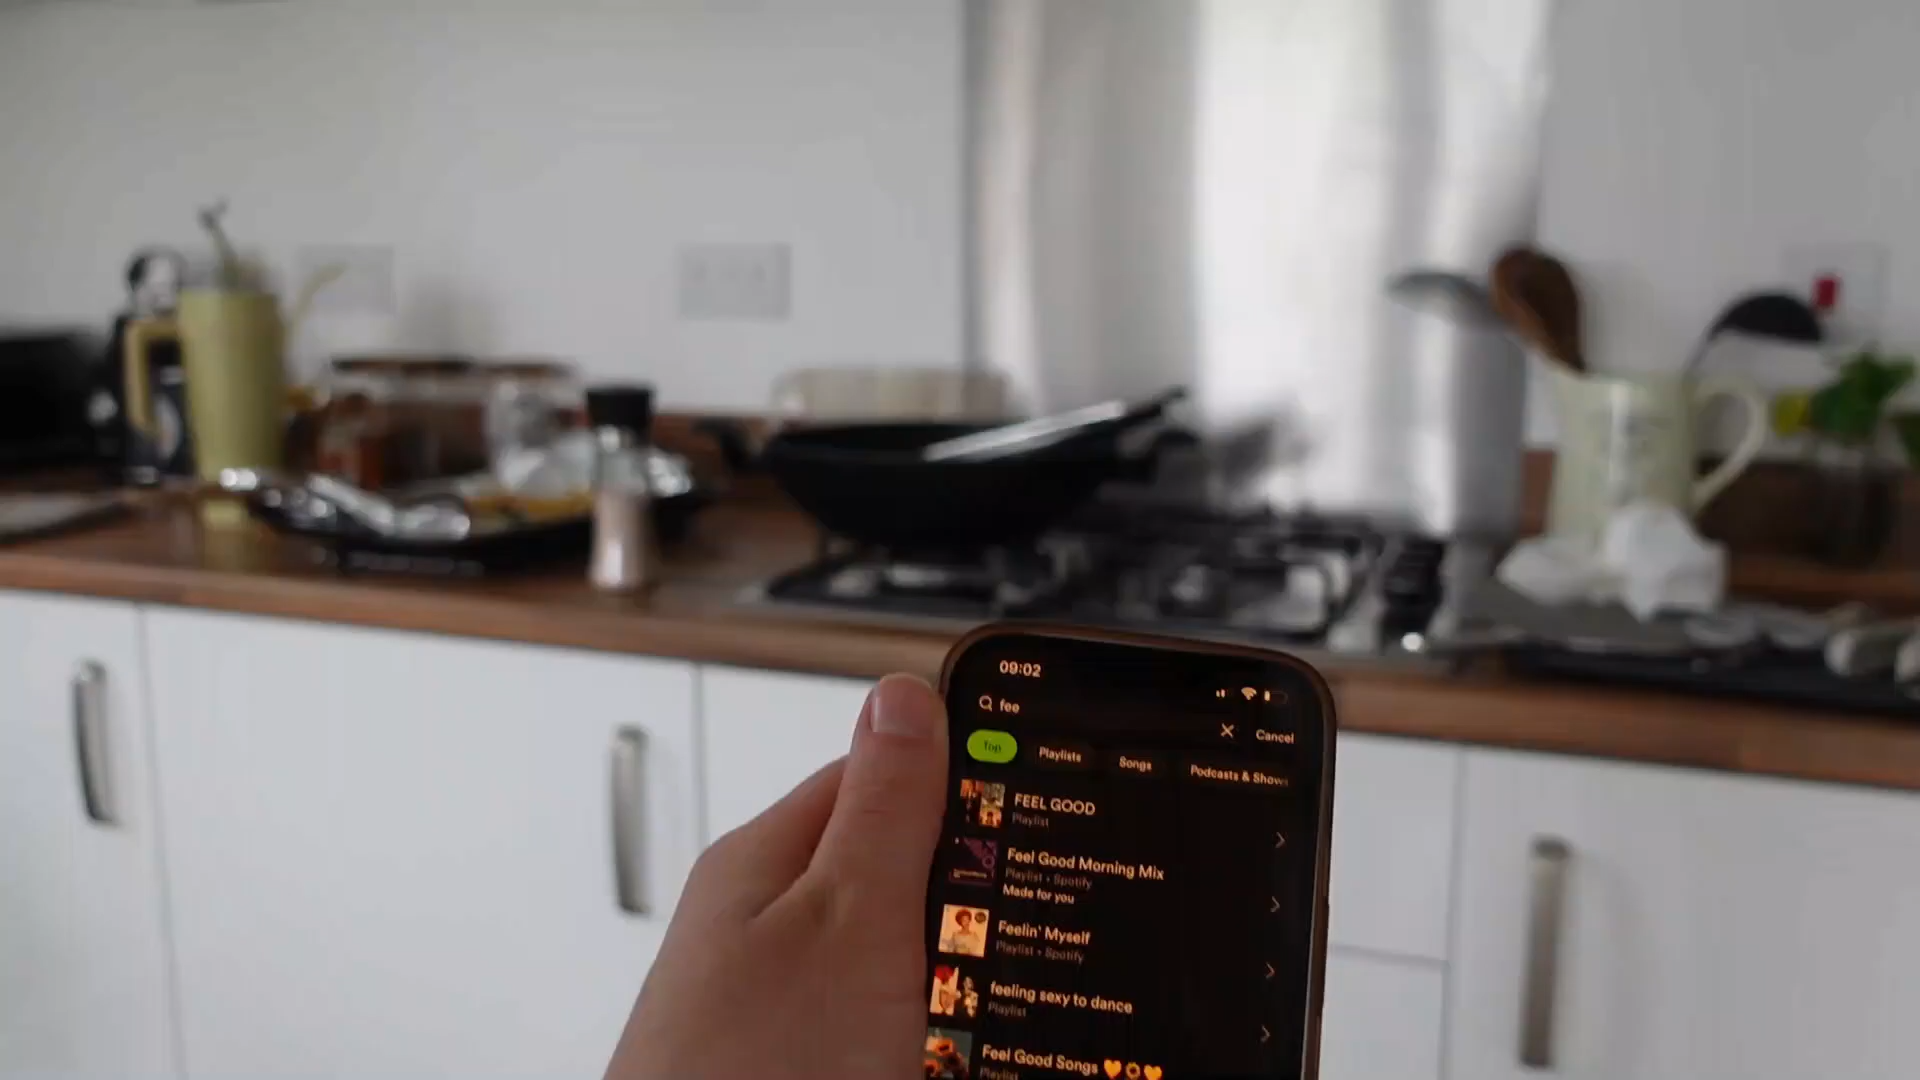 09:02
fee
Cancel
Top
Playlists
Songs
Podcasts & Shows
FEEL GOOD
Playlist
Feel Good Morning Mix
Playlist • Spotify
Made for you
Feelin' Myself
Playlist • Spotify
feeling sexy to dance
Playlist
Feel Good Songs 🧡🌻🧡
Playlist